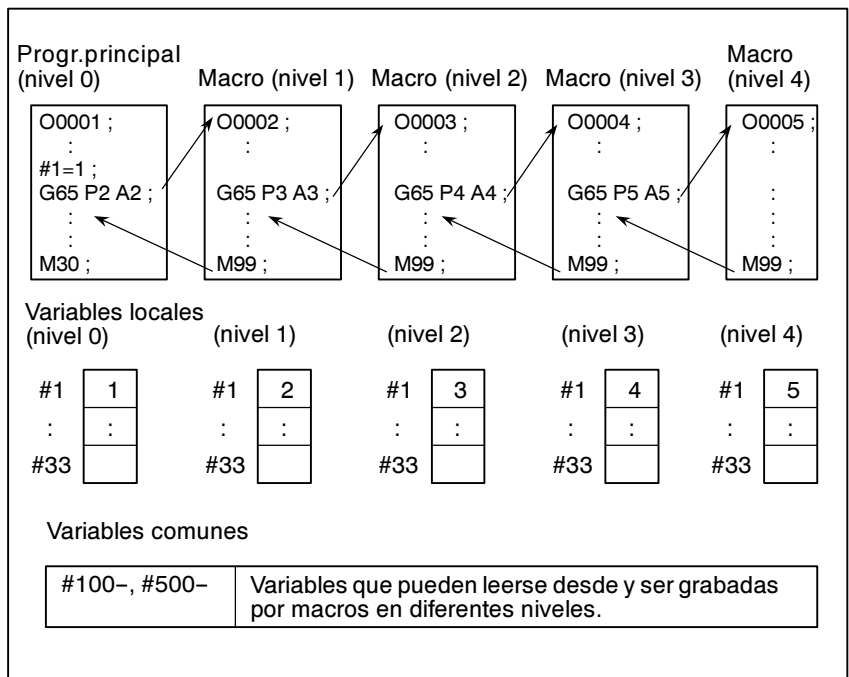 Progr.principal
(nivel 0)
Macro (nivel 1)
Macro (nivel 2)
Macro (nivel 3)
Macro
(nivel 4)
O0001 ;
:
#1=1 ;
G65 P2 A2 ;
:
:
M30 ;
O0002 ;
:
G65 P3 A3 ;
:
:
M99 ;
O0003 ;
:
G65 P4 A4 ;
:
:
M99 ;
O0004 ;
:
G65 P5 A5 ;
:
:
M99 ;
O0005 ;
:
:
:
:
M99 ;
Variables locales
(nivel 0)
(nivel 1)
(nivel 2)
(nivel 3)
(nivel 4)
#1 1
: :
#33
#1 2
: :
#33
#1 3
: :
#33
#1 4
: :
#33
#1 5
: :
#33
Variables comunes
#100–, #500–
Variables que pueden leerse desde y ser grabadas
por macros en diferentes niveles.